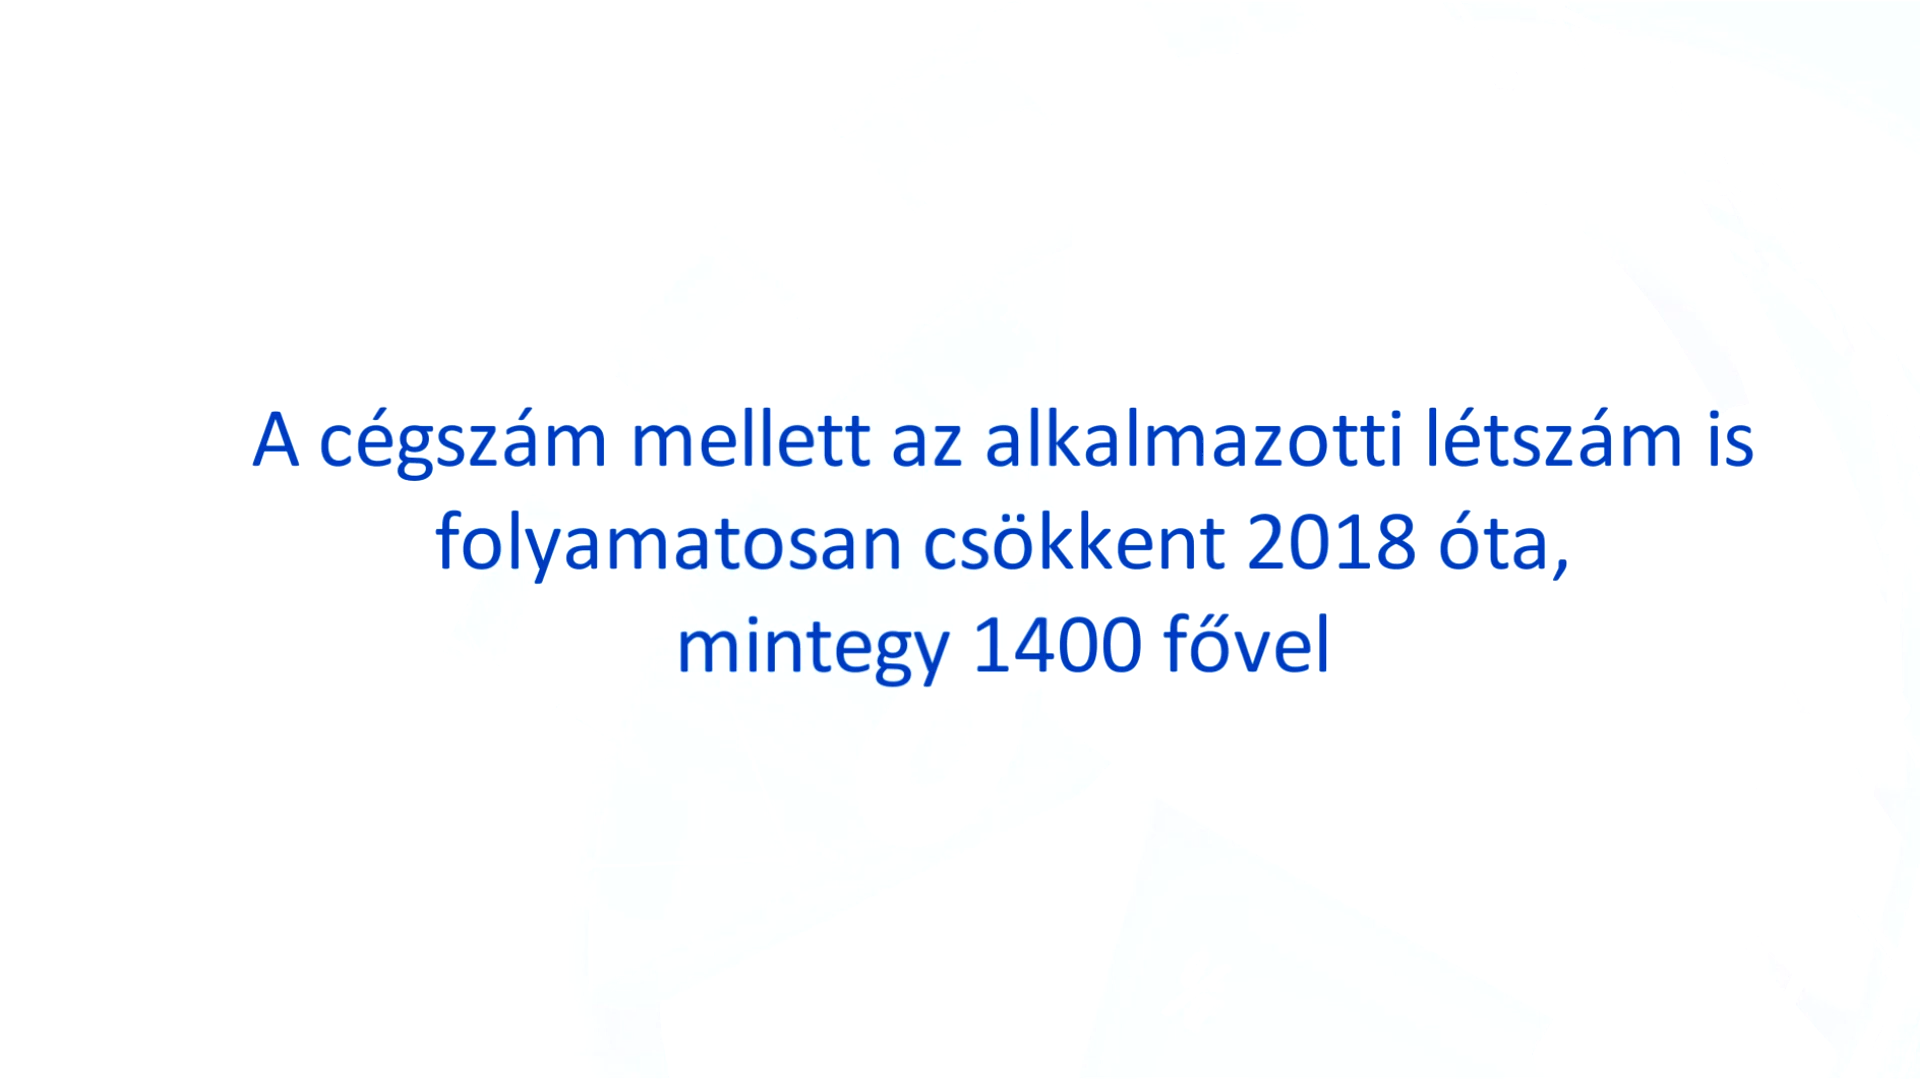 A cégszám mellett az alkalmazotti létszám is
folyamatosan csökkent 2018 óta,
mintegy 1400 fővel